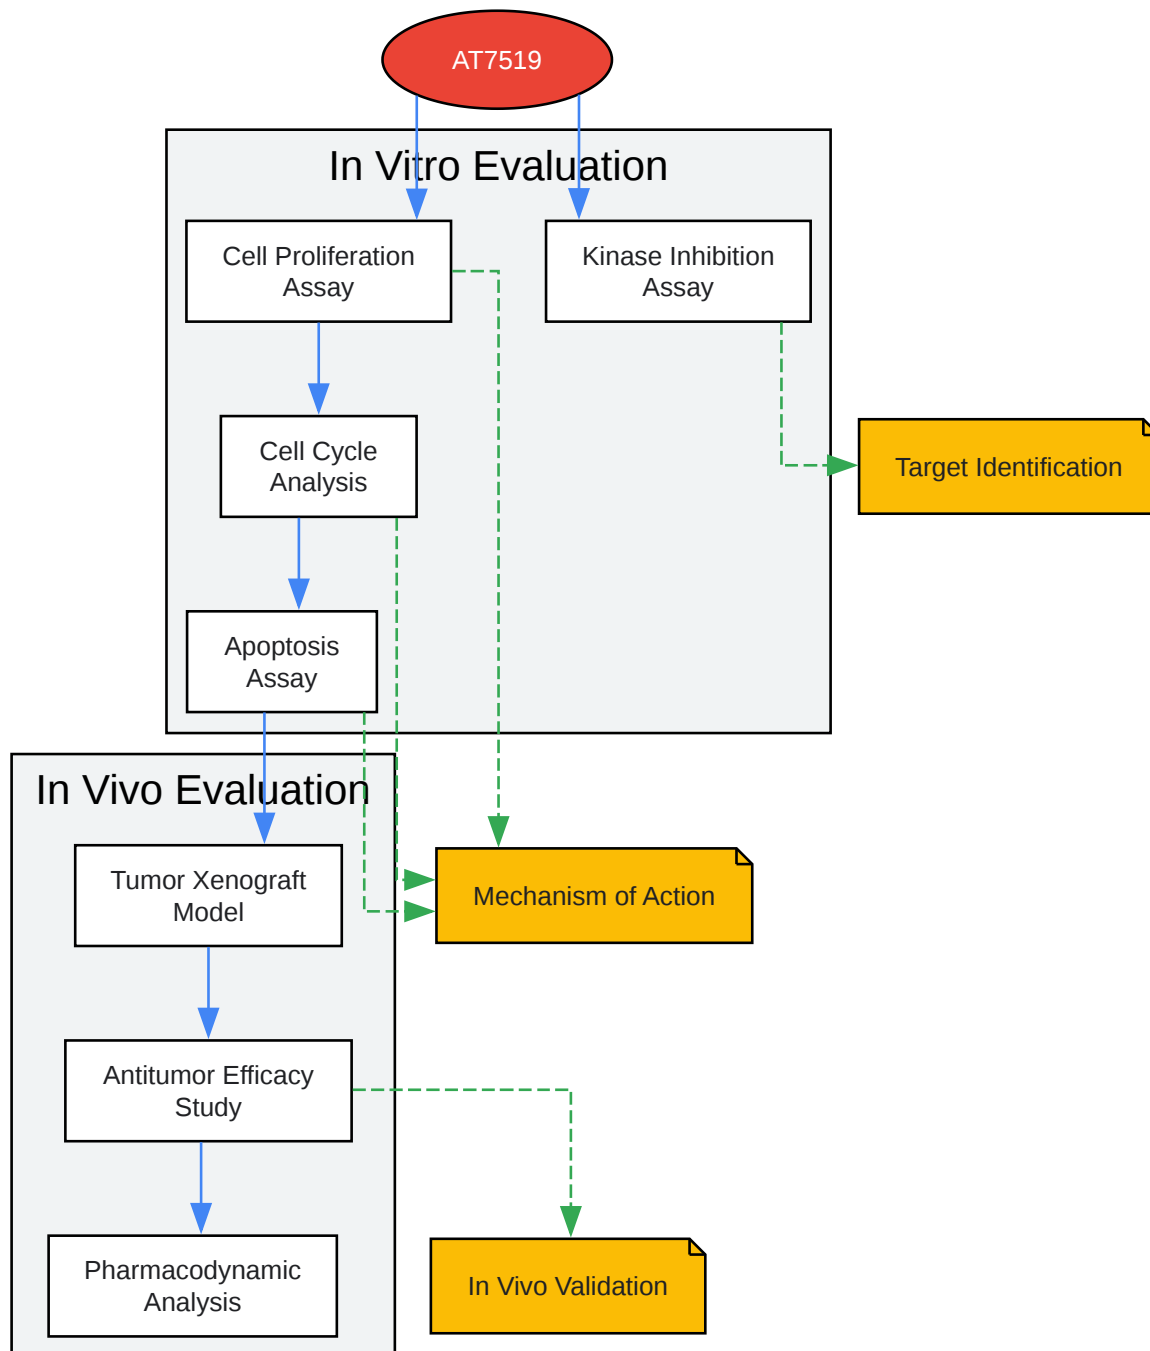 AT7519
In Vitro Evaluation
Cell Proliferation
Assay
Kinase Inhibition
Assay
Cell Cycle
Analysis
Target Identification
Apoptosis
Assay
In Vivo Evaluation
Tumor Xenograft
Model
Mechanism of Action
Antitumor Efficacy
Study
Pharmacodynamic
Analysis
In Vivo Validation